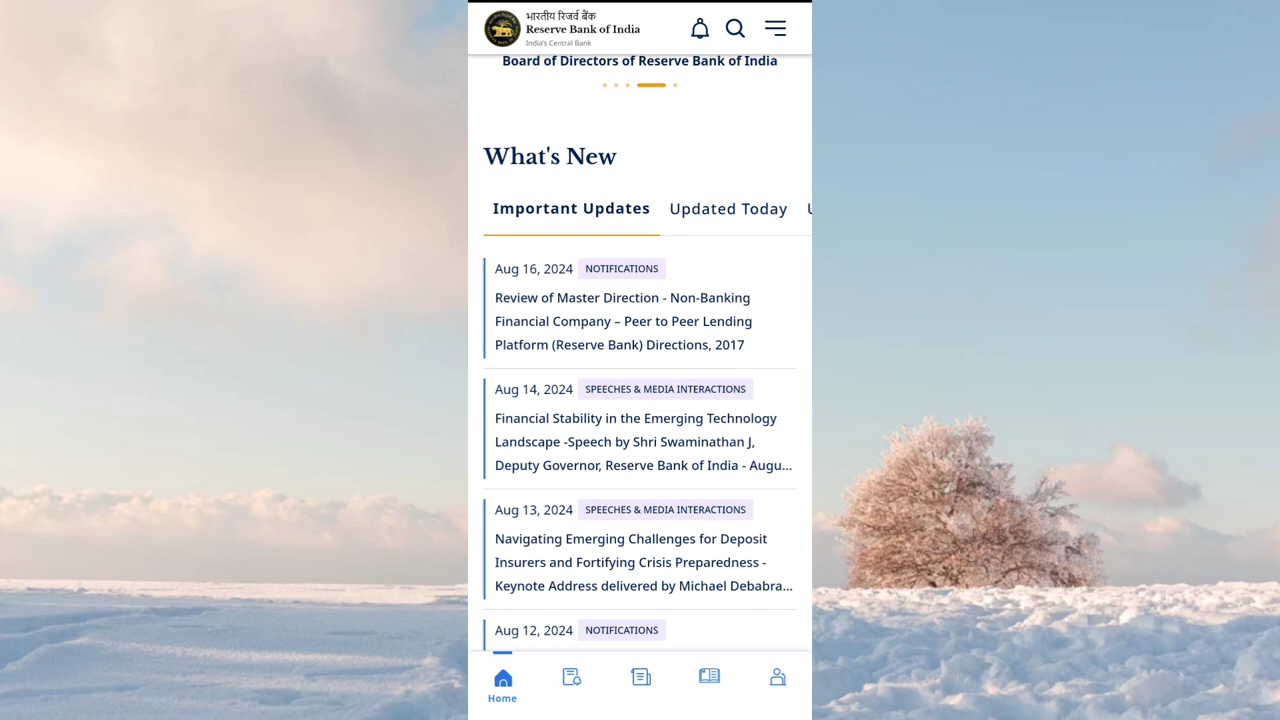 भारतीय रिजर्व बैंक
Reserve Bank of India
India's Central Bank
Board of Directors of Reserve Bank of India
What's New
Important Updates Updated Today U
Aug 16, 2024 NOTIFICATIONS
Review of Master Direction - Non-Banking
Financial Company – Peer to Peer Lending
Platform (Reserve Bank) Directions, 2017
Aug 14, 2024 SPEECHES & MEDIA INTERACTIONS
Financial Stability in the Emerging Technology
Landscape -Speech by Shri Swaminathan J,
Deputy Governor, Reserve Bank of India - Augu...
Aug 13, 2024 SPEECHES & MEDIA INTERACTIONS
Navigating Emerging Challenges for Deposit
Insurers and Fortifying Crisis Preparedness -
Keynote Address delivered by Michael Debabra...
Aug 12, 2024 NOTIFICATIONS
Home